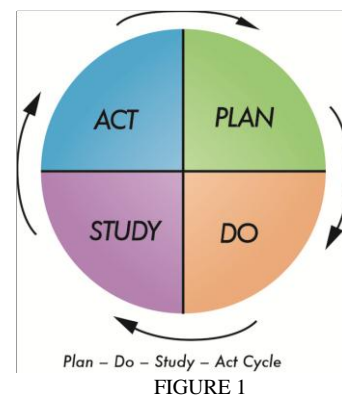 ACT PLAN
STUDY DO
Plan – Do – Study – Act Cycle
FIGURE 1